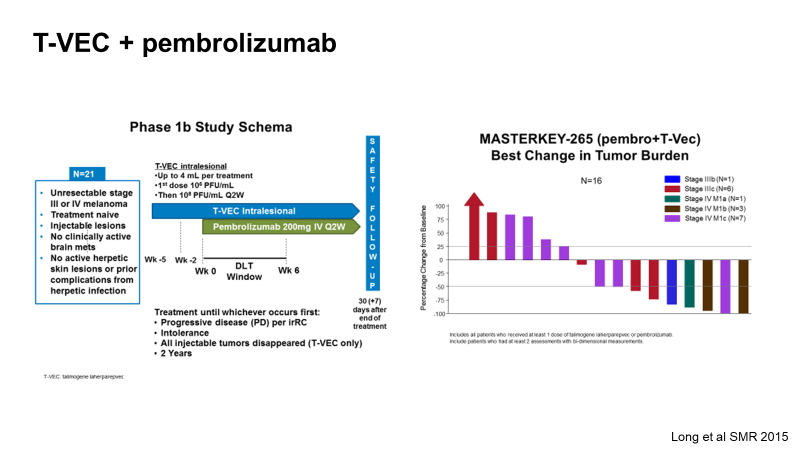 T-VEC + pembrolizumab
Phase 1b Study Schema
N=21
• Unresectable stage
III or IV melanoma
• Treatment naive
• Injectable lesions
• No clinically active
brain mets
• No active herpetic
skin lesions or prior
complications from
herpetic infection
T-VEC intralesional
•Up to 4 mL per treatment
•1st dose 10⁶ PFU/mL
•Then 10⁸ PFU/mL Q2W
T-VEC Intralesional
Pembrolizumab 200mg IV Q2W
Wk -5
Wk -2
Wk 0
DLT
Window
Wk 6
SAFETY FOLLOW-UP
30 (+7)
days after
end of
treatment
Treatment until whichever occurs first:
• Progressive disease (PD) per irRC
• Intolerance
• All injectable tumors disappeared (T-VEC only)
• 2 Years
T-VEC: talimogene laherparepvec
MASTERKEY-265 (pembro+T-Vec)
Best Change in Tumor Burden
N=16
Stage IIIb (N=1)
Stage IIIc (N=6)
Stage IV M1a (N=1)
Stage IV M1b (N=3)
Stage IV M1c (N=7)
Percentage Change from Baseline
100
75
50
25
0
-25
-50
-75
-100
Includes all patients who received at least 1 dose of talimogene laherparepvec or pembrolizumab.
Include patients who had at least 2 assessments with bi-dimensional measurements.
Long et al SMR 2015